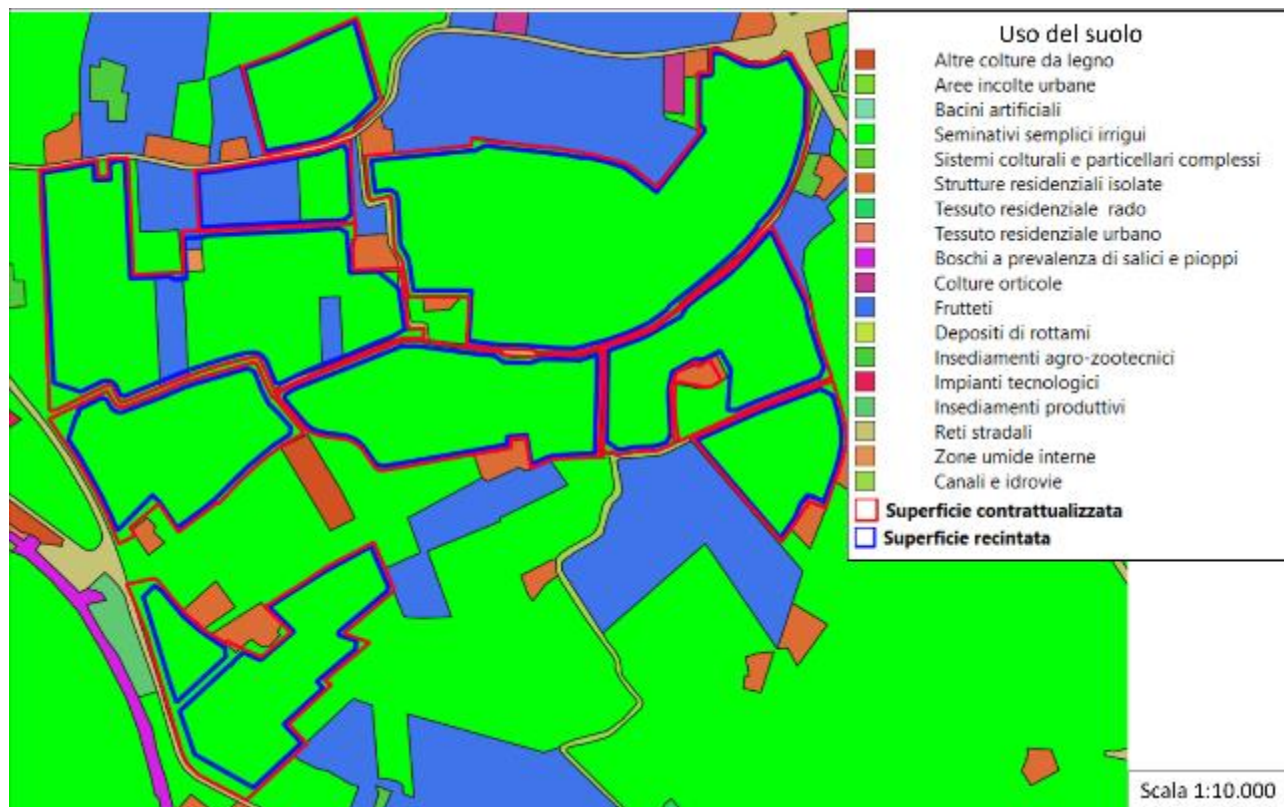 Uso del suolo
Altre colture da legno
Aree incolte urbane
Bacini artificiali
Seminativi semplici irrigui
Sistemi colturali e particellari complessi
Strutture residenziali isolate
Tessuto residenziale rado
Tessuto residenziale urbano
Boschi a prevalenza di salici e pioppi
Colture orticole
Frutteti
Depositi di rottami
Insediamenti agro-zootecnici
Impianti tecnologici
Insediamenti produttivi
Reti stradali
Zone umide interne
Canali e idrovie
Superficie contrattualizzata
Superficie recintata
Scala 1:10.000